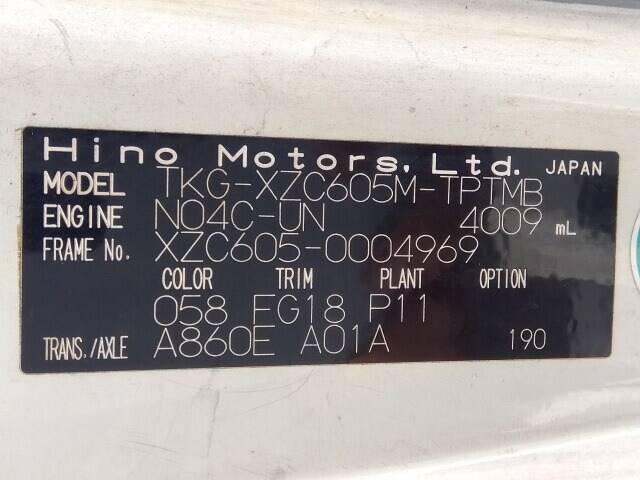 Hino Motors, Ltd. JAPAN
MODEL TKG-XZC605M-TPTMB
ENGINE N04C-UN 4009 mL
FRAME No. XZC605-0004969
COLOR TRIM PLANT OPTION
058 FG18 P11
TRANS./AXLE A860E A01A 190